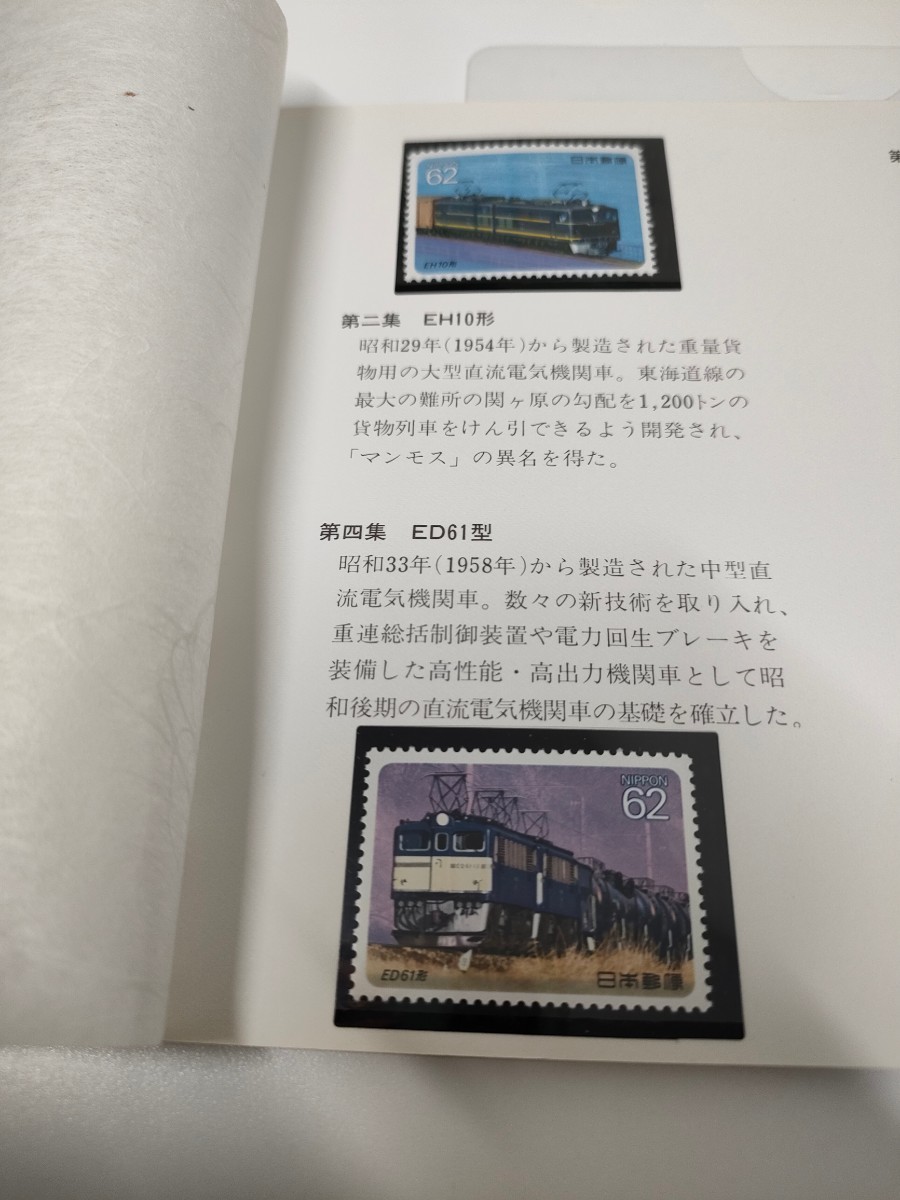 日本郵便
62
EH10形
第
第二集 EH10形
昭和29年(1954年)から製造された重量貨
物用の大型直流電気機関車。東海道線の
最大の難所の関ヶ原の勾配を1,200トンの
貨物列車をけん引できるよう開発され、
「マンモス」の異名を得た。
第四集 ED61型
昭和33年(1958年)から製造された中型直
流電気機関車。数々の新技術を取り入れ、
重連総括制御装置や電力回生ブレーキを
装備した高性能・高出力機関車として昭
和後期の直流電気機関車の基礎を確立した。
NIPPON
62
ED61形
日本郵便